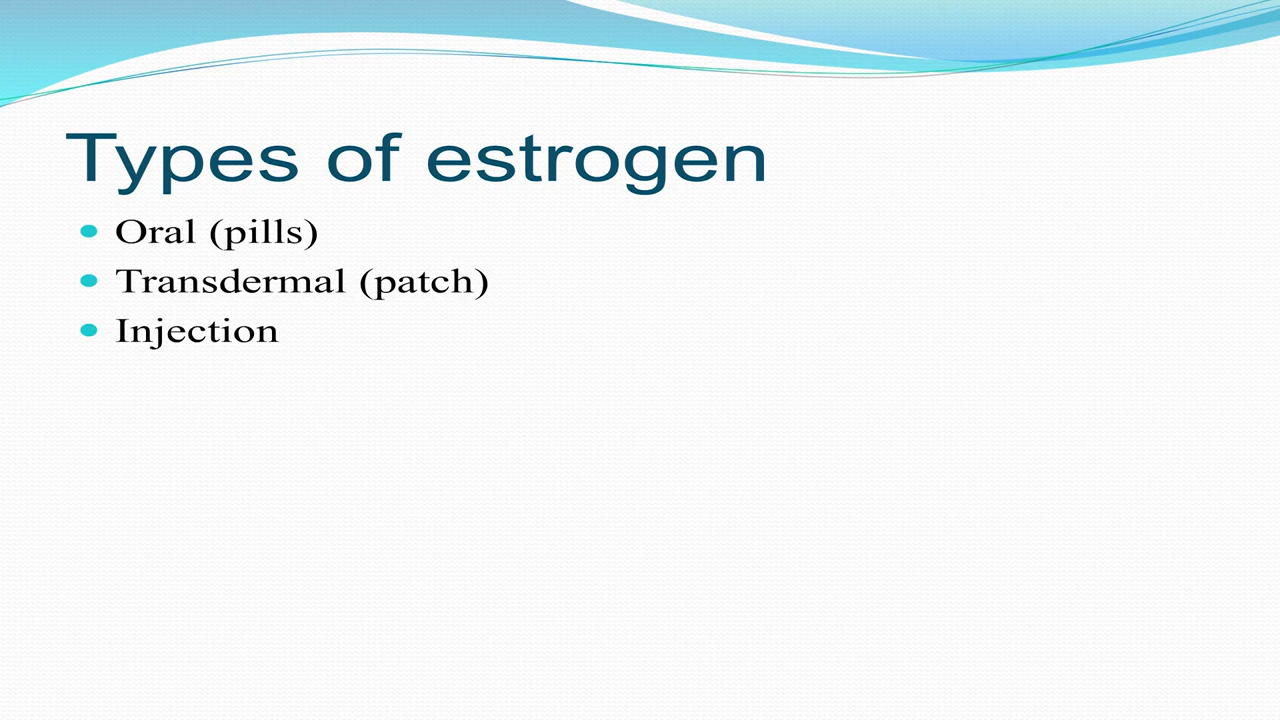 Types of estrogen
Oral (pills)
Transdermal (patch)
Injection